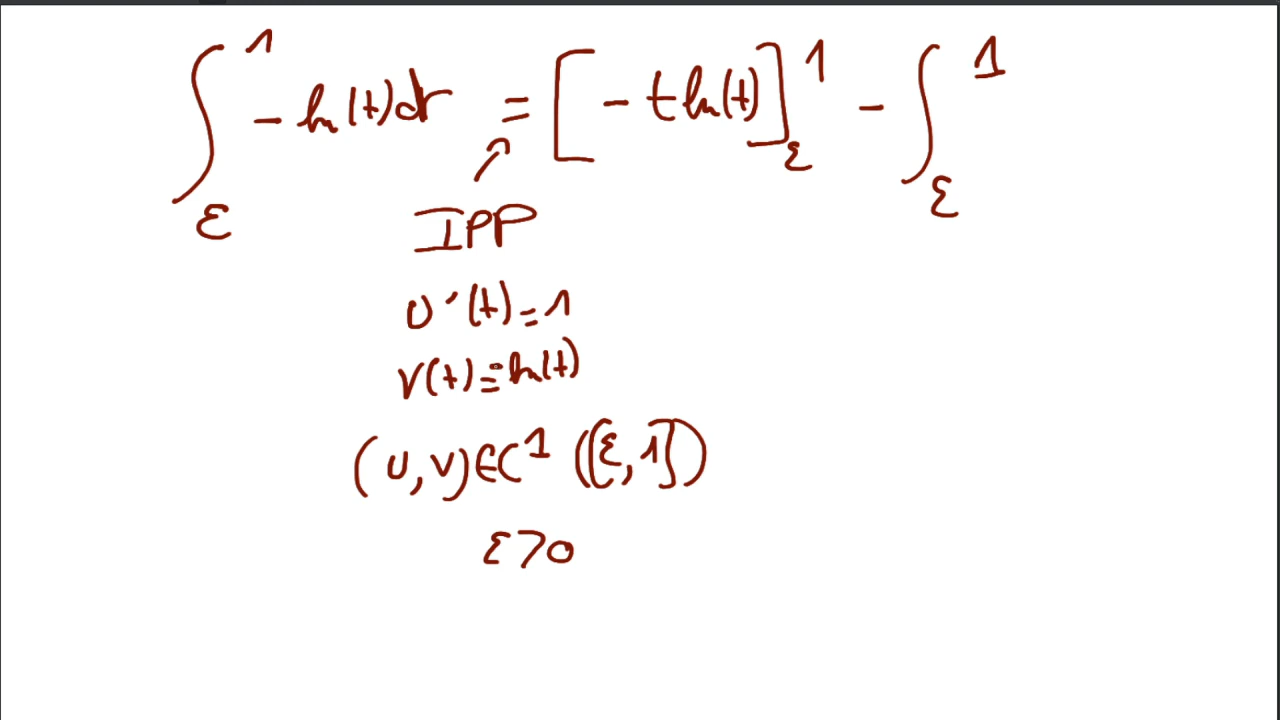 ∫_ε^1 -ln(t)dt = [-t ln(t)]_ε^1 - ∫_ε^1
IPP
u'(t)=1
v(t)=ln(t)
(u,v)∈C^1([ε,1])
ε>0